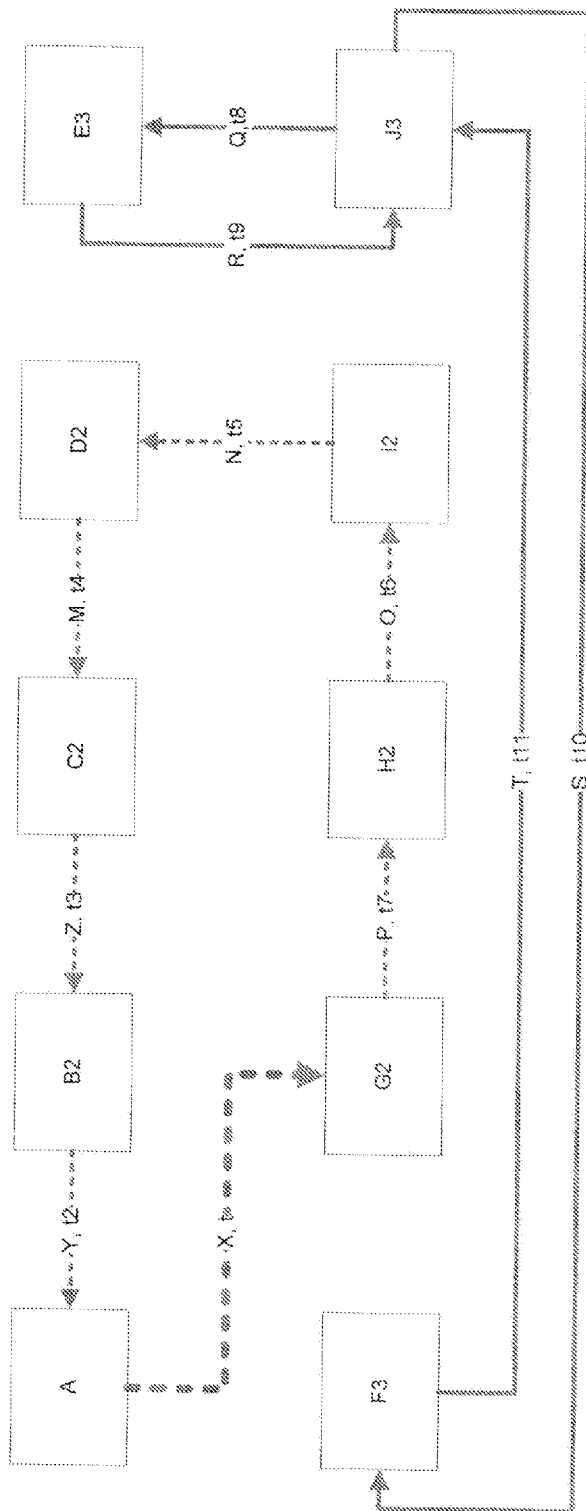 A
Y, t2
B2
Z, t3
C2
M, t4
D2
E3
X, t
N, t5
R, t9
Q,t8
F3
G2
P, t7
H2
O, t6
I2
J3
T, t11
S, t10